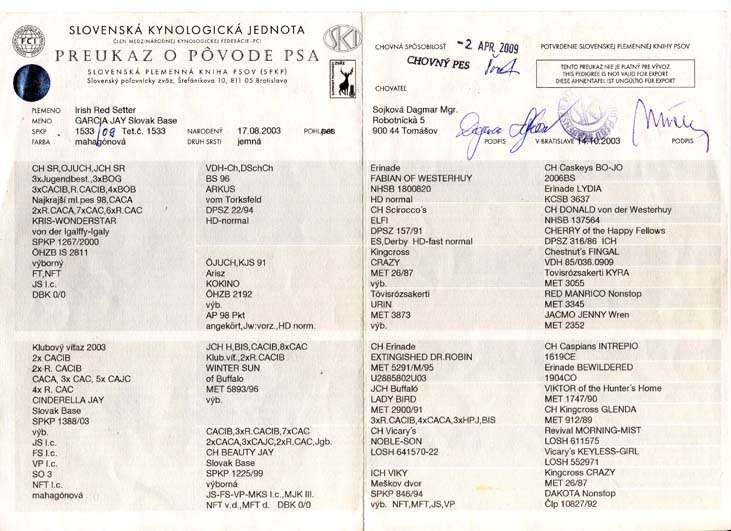 SLOVENSKÁ KYNOLOGICKÁ JEDNOTA
ČLEN MEDZINÁRODNEJ KYNOLOGICKEJ FEDERÁCIE-FCI
FCI
SKJ
PREUKAZ O PÔVODE PSA
SLOVENSKÁ PLEMENNÁ KNIHA PSOV (SPKP)
Slovenský poľovnícky zväz, Štefánikova 10, 811 05 Bratislava
PLEMENO Irish Red Setter
MENO GARCIA JAY Slovak Base
SPKP 1533/09 Tet.č. 1533 NARODENÝ 17.08.2003 POHL. pes
FARBA mahagónová DRUH SRSTI jemná
CHOVNÁ SPÔSOBILOSŤ -2 APR. 2009
CHOVNÝ PES
POTVRDENIE SLOVENSKEJ PLEMENNEJ KNIHY PSOV
TENTO PREUKAZ NIE JE PLATNÝ PRE VÝVOZ.
THIS PEDIGREE IS NOT VALID FOR EXPORT
DIESE AHNENTAFEL IST UNGÜLTIG FÜR EXPORT
CHOVATEL
Sojková Dagmar Mgr.
Robotnická 5
900 44 Tomášov
PODPIS
V BRATISLAVE 14.10.2003
PODPIS
CH SR,OJUCH,JCH SR
3xJugendbest.,3xBOG
3xCACIB,R.CACIB,4xBOB
Najkrajší ml.pes 98,CACA
2xR.CACA,7xCAC,6xR.CAC
KRIS-WONDERSTAR
von der Igalffy-Igaly
SPKP 1267/2000
ÖHZB IS 2811
výborný
FT,NFT
JS I.c.
DBK 0/0
VDH-Ch,DSchCh
BS 96
ARKUS
vom Torksfeld
DPSZ 22/94
HD-normal
ÖJUCH,KJS 91
Arisz
KOKINO
ÖHZB 2192
výb.
AP 98 Pkt
angekört,Jw:vorz.,HD norm.
Erinade
FABIAN OF WESTERHUY
NHSB 1800820
HD normal
CH Scirocco's
ELFI
DPSZ 157/91
ES,Derby HD-fast normal
Kingcross
CRAZY
MET 26/87
Tóvisrózsakerti
URIN
MET 3873
výb.
CH Caskeys BO-JO
2006BS
Erinade LYDIA
KCSB 3637
CH DONALD von der Westerhuy
NHSB 137564
CHERRY of the Happy Fellows
DPSZ 316/86 ICH
Chestnut's FINGAL
VDH 85/036.0909
Tovisrózsakerti KYRA
MET 3055
RED MANRICO Nonstop
MET 3345
JACMO JENNY Wren
MET 2352
Klubový víťaz 2003
2x CACIB
2x R. CACIB
CACA, 3x CAC, 5x CAJC
4x R. CAC
CINDERELLA JAY
Slovak Base
SPKP 1388/03
výb.
JS I.c.
FS I.c.
VP I.c.
SO 3
NFT I.c.
mahagónová
JCH H,BIS,CACIB,8xCAC
Klub.víť.,2xR.CACIB
WINTER SUN
of Buffalo
MET 5893/96
výb.
CACIB,3xR.CACIB,7xCAC
2xCACA,3xCAJC,2xR.CAC,Jgb.
CH BEAUTY JAY
Slovak Base
SPKP 1225/99
výborná
JS-FS-VP-MKS I.c.,MJK III.
NFT v.d.,MFT d. DBK 0/0
CH Erinade
EXTINGISHED DR.ROBIN
MET 5291/M/95
U2685802U03
JCH Buffaló
LADY BIRD
MET 2900/91
3xR.CACIB,4xCACA,3xHPJ,BIS
CH Vicary's
NOBLE-SON
LOSH 641570-22
ICH VIKY
Meškov dvor
SPKP 846/94
výb. NFT,MFT,JS,VP
CH Caspians INTREPIO
1619CE
Erinade BEWILDERED
1904CO
VIKTOR of the Hunter's Home
MET 1747/90
CH Kingcross GLENDA
MET 912/89
Revival MORNING-MIST
LOSH 611575
Vicary's KEYLESS-GIRL
LOSH 552971
Kingcross CRAZY
MET 26/87
DAKOTA Nonstop
Člp 10827/92